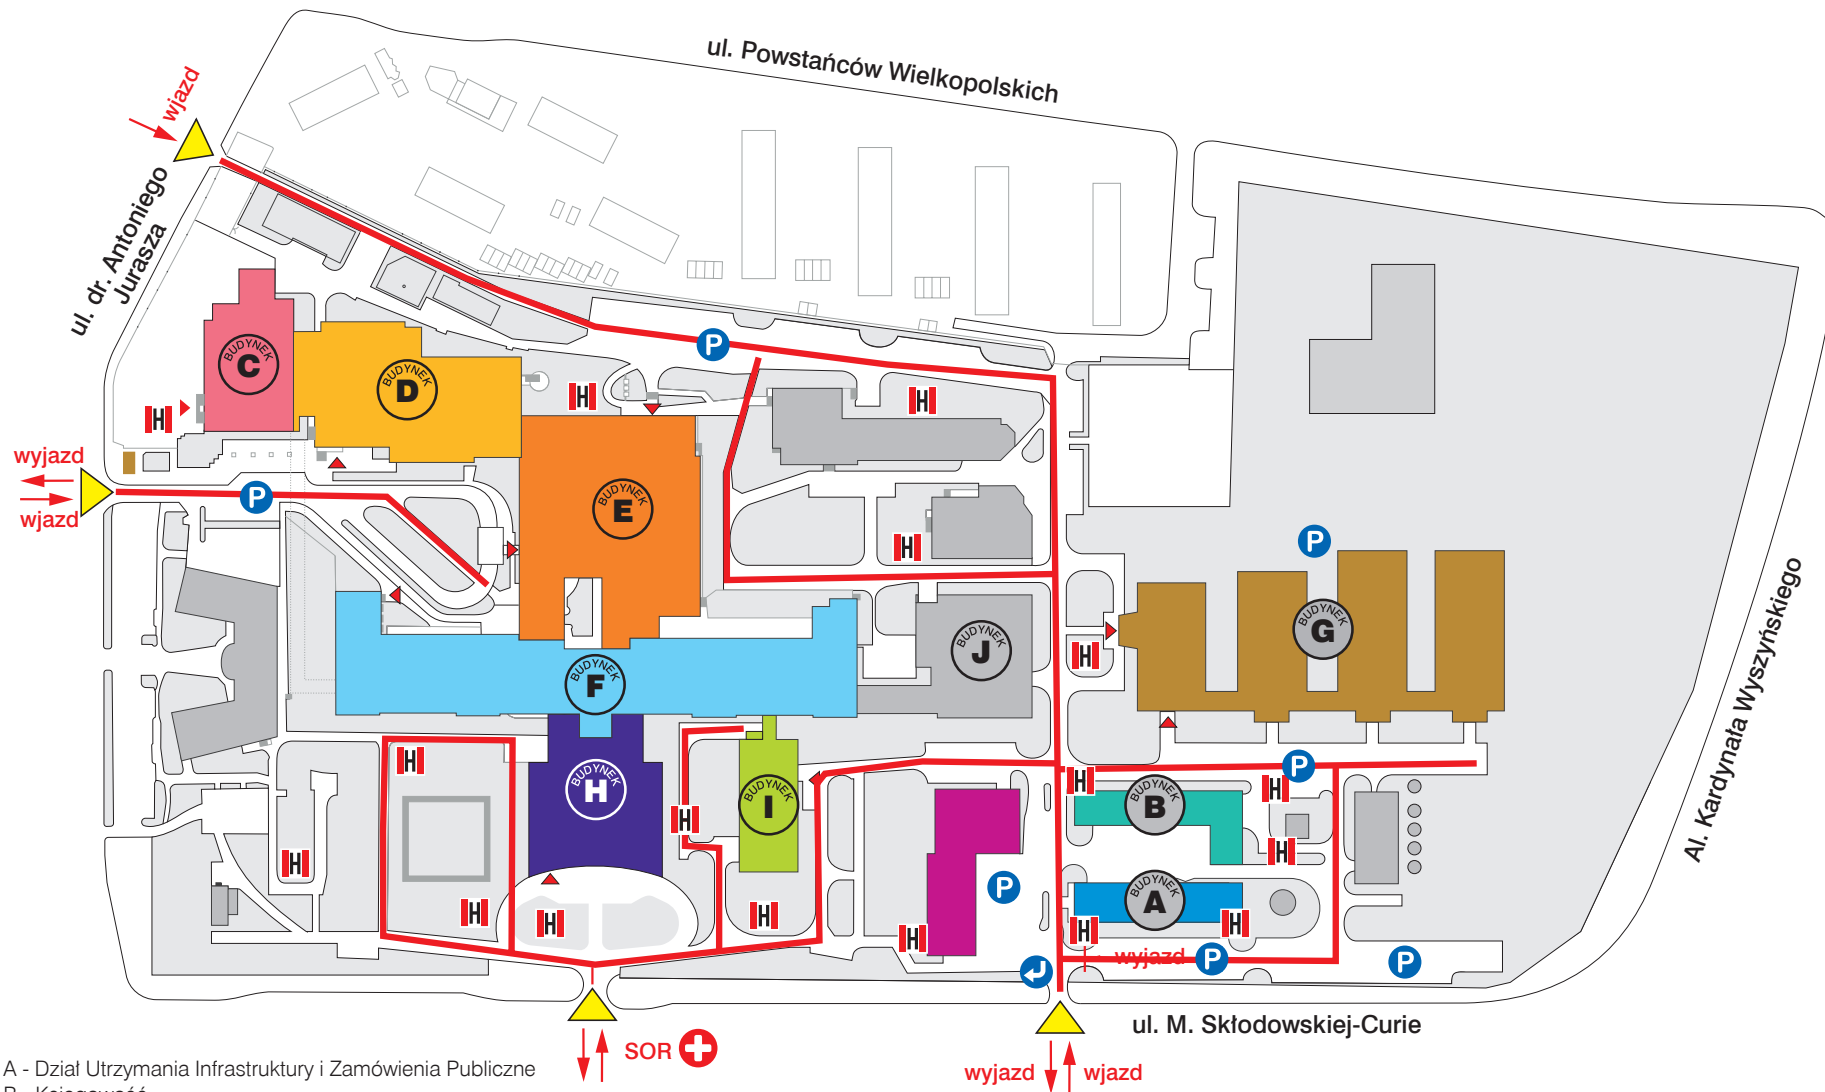 ul. Powstańców Wielkopolskich
wjazd
ul. dr. Antoniego
Jurasza
P
BUDYNEK
C
BUDYNEK
D
H
H
H
H
wyjazd
wjazd
P
BUDYNEK
E
H
P
BUDYNEK
G
BUDYNEK
J
H
BUDYNEK
F
Al. Kardynała Wyszyńskiego
H
BUDYNEK
H
BUDYNEK
I
H
H
P
BUDYNEK
B
H
H
H
P
BUDYNEK
A
H
H
H
H
H
H
H
wyjazd
P
P
ul. M. Skłodowskiej-Curie
SOR
wyjazd
wjazd
A - Dział Utrzymania Infrastruktury i Zamówienia Publiczne
B - Księgowość